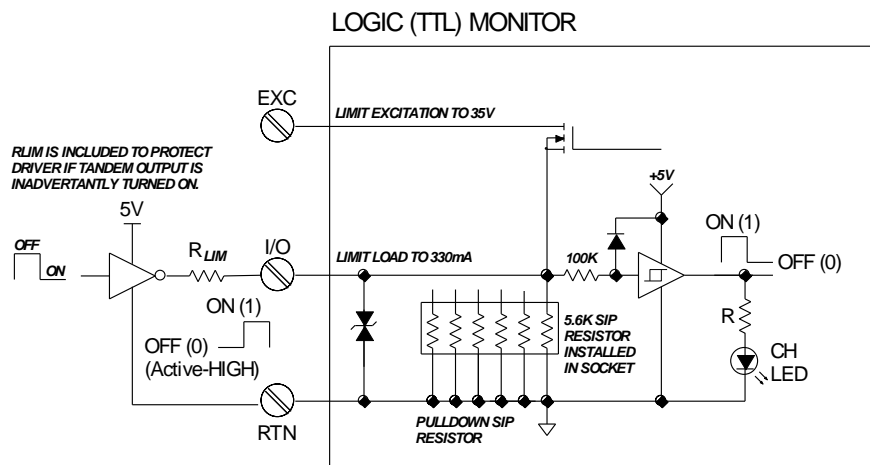 LOGIC (TTL) MONITOR
EXC
LIMIT EXCITATION TO 35V
RLIM IS INCLUDED TO PROTECT
DRIVER IF TANDEM OUTPUT IS
INADVERTANTLY TURNED ON.
+5V
5V
OFF
ON
RLIM
I/O
LIMIT LOAD TO 330mA
100K
ON (1)
OFF (0)
ON (1)
OFF (0)
(Active-HIGH)
5.6K SIP
RESISTOR
INSTALLED
IN SOCKET
R
CH
LED
RTN
PULLDOWN SIP
RESISTOR